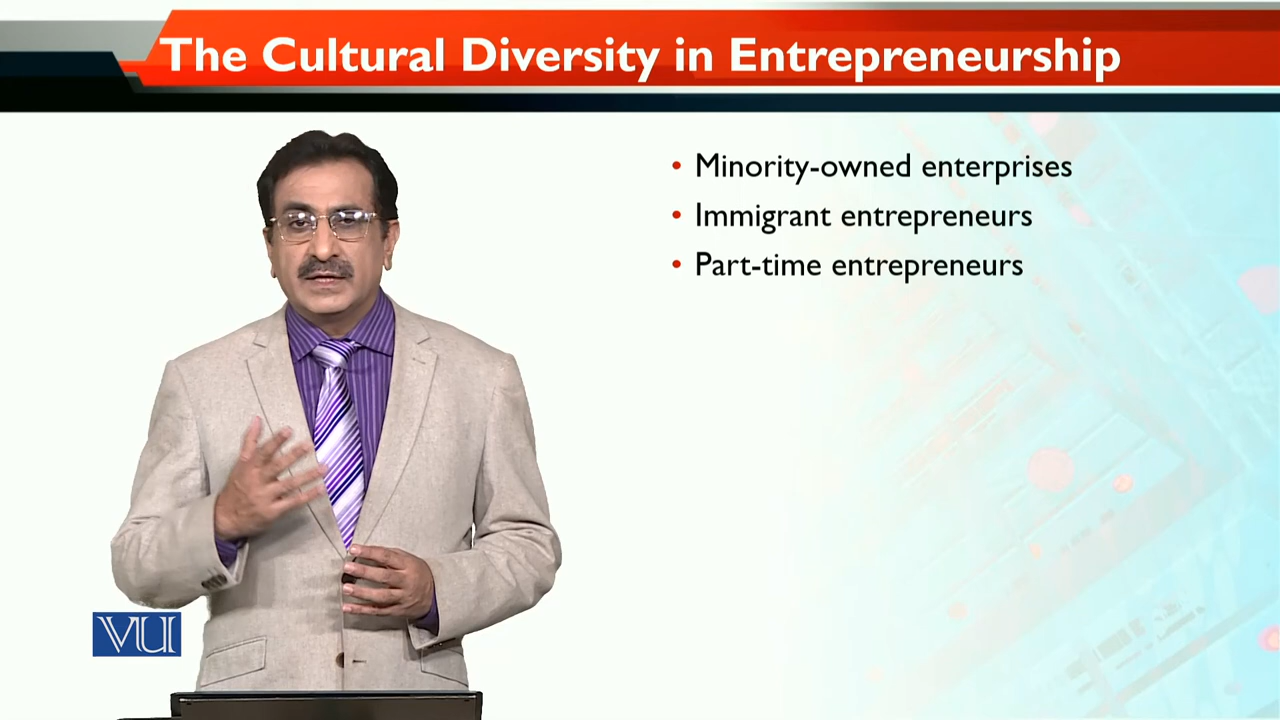 The Cultural Diversity in Entrepreneurship
• Minority-owned enterprises
• Immigrant entrepreneurs
• Part-time entrepreneurs
VU